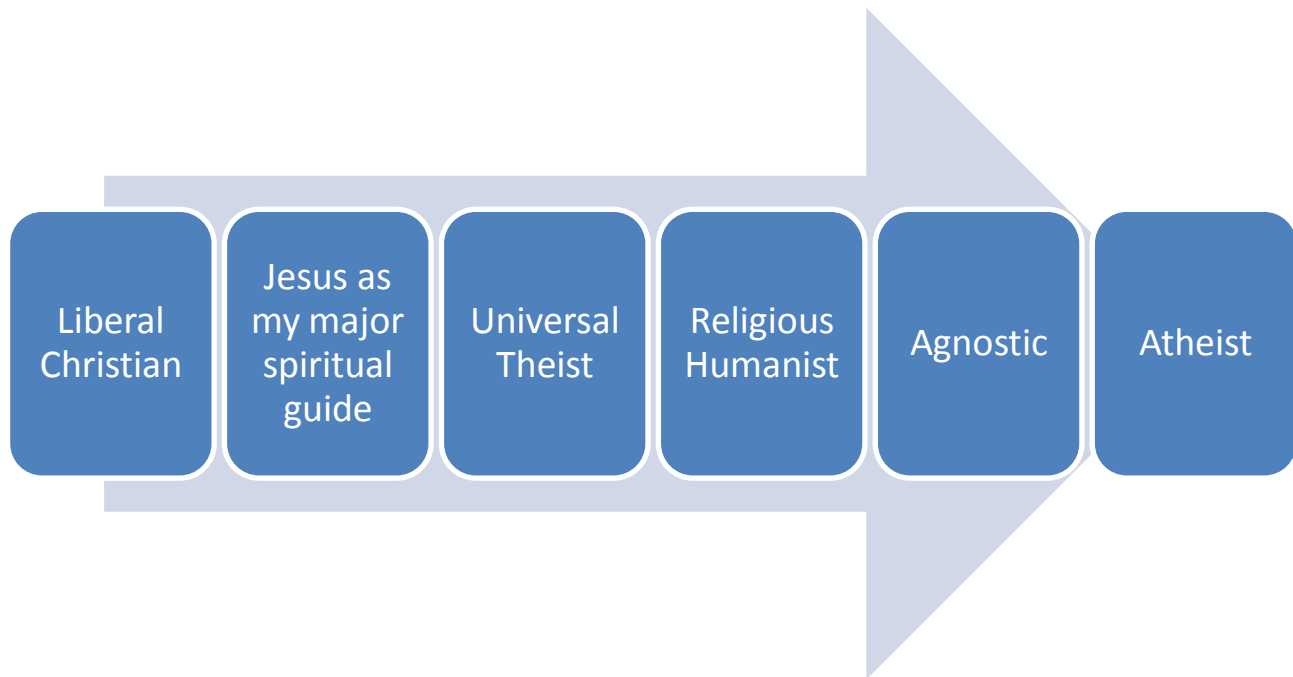 Liberal
Christian
Jesus as
my major
spiritual
guide
Universal
Theist
Religious
Humanist
Agnostic
Atheist